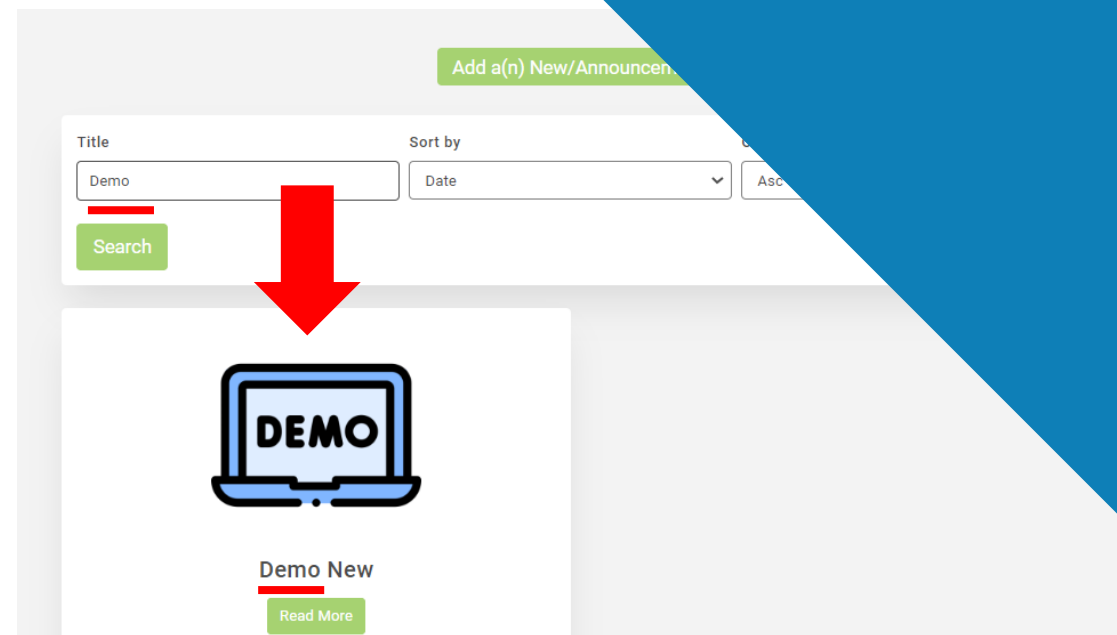 Add a(n) New/Announcem
Title
Sort by
Demo
Date
Asc
Search
DEMO
Demo New
Read More